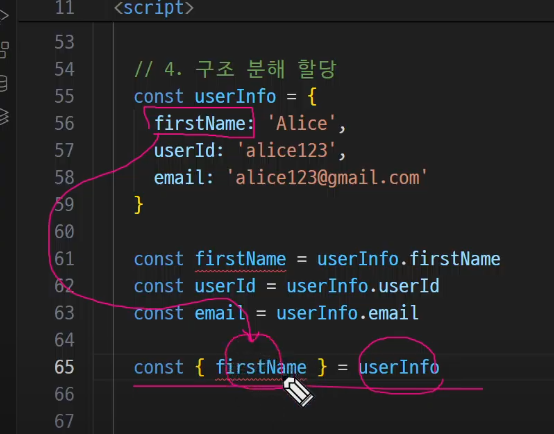 11 <script>
53
54 // 4. 구조 분해 할당
55 const userInfo = {
56 firstName: 'Alice',
57 userId: 'alice123',
58 email: 'alice123@gmail.com'
59 }
60
61 const firstName = userInfo.firstName
62 const userId = userInfo.userId
63 const email = userInfo.email
64
65 const { firstName } = userInfo
66
67